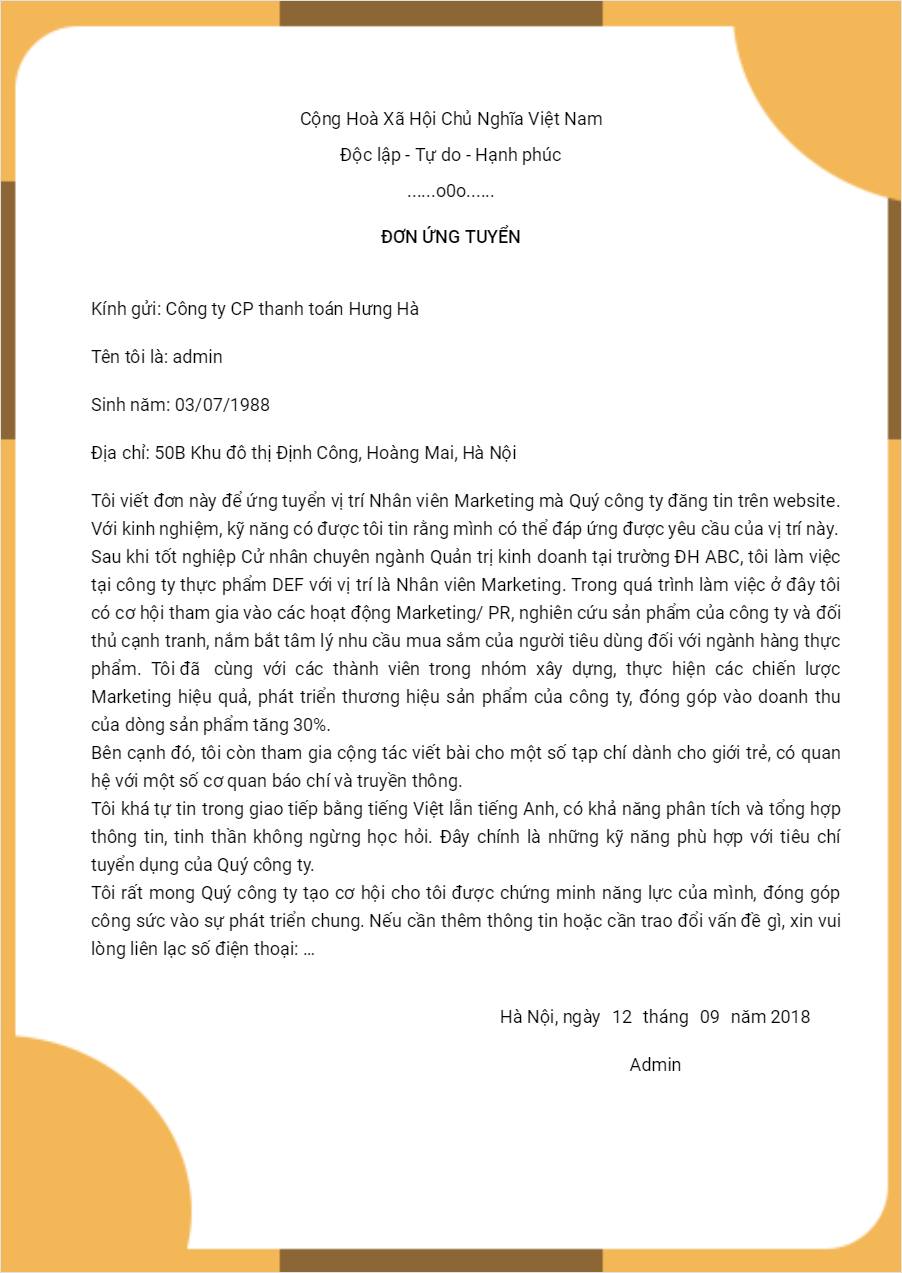 Cộng Hoà Xã Hội Chủ Nghĩa Việt Nam
Độc lập - Tự do - Hạnh phúc
......o0o......
ĐƠN ỨNG TUYỂN
Kính gửi: Công ty CP thanh toán Hưng Hà
Tên tôi là: admin
Sinh năm: 03/07/1988
Địa chỉ: 50B Khu đô thị Định Công, Hoàng Mai, Hà Nội
Tôi viết đơn này để ứng tuyển vị trí Nhân viên Marketing mà Quý công ty đăng tin trên website.
Với kinh nghiệm, kỹ năng có được tôi tin rằng mình có thể đáp ứng được yêu cầu của vị trí này.
Sau khi tốt nghiệp Cử nhân chuyên ngành Quản trị kinh doanh tại trường ĐH ABC, tôi làm việc
tại công ty thực phẩm DEF với vị trí là Nhân viên Marketing. Trong quá trình làm việc ở đây tôi
có cơ hội tham gia vào các hoạt động Marketing/ PR, nghiên cứu sản phẩm của công ty và đối
thủ cạnh tranh, nắm bắt tâm lý nhu cầu mua sắm của người tiêu dùng đối với ngành hàng thực
phẩm. Tôi đã cùng với các thành viên trong nhóm xây dựng, thực hiện các chiến lược
Marketing hiệu quả, phát triển thương hiệu sản phẩm của công ty, đóng góp vào doanh thu
của dòng sản phẩm tăng 30%.
Bên cạnh đó, tôi còn tham gia cộng tác viết bài cho một số tạp chí dành cho giới trẻ, có quan
hệ với một số cơ quan báo chí và truyền thông.
Tôi khá tự tin trong giao tiếp bằng tiếng Việt lẫn tiếng Anh, có khả năng phân tích và tổng hợp
thông tin, tinh thần không ngừng học hỏi. Đây chính là những kỹ năng phù hợp với tiêu chí
tuyển dụng của Quý công ty.
Tôi rất mong Quý công ty tạo cơ hội cho tôi được chứng minh năng lực của mình, đóng góp
công sức vào sự phát triển chung. Nếu cần thêm thông tin hoặc cần trao đổi vấn đề gì, xin vui
lòng liên lạc số điện thoại: …
Hà Nội, ngày 12 tháng 09 năm 2018
Admin